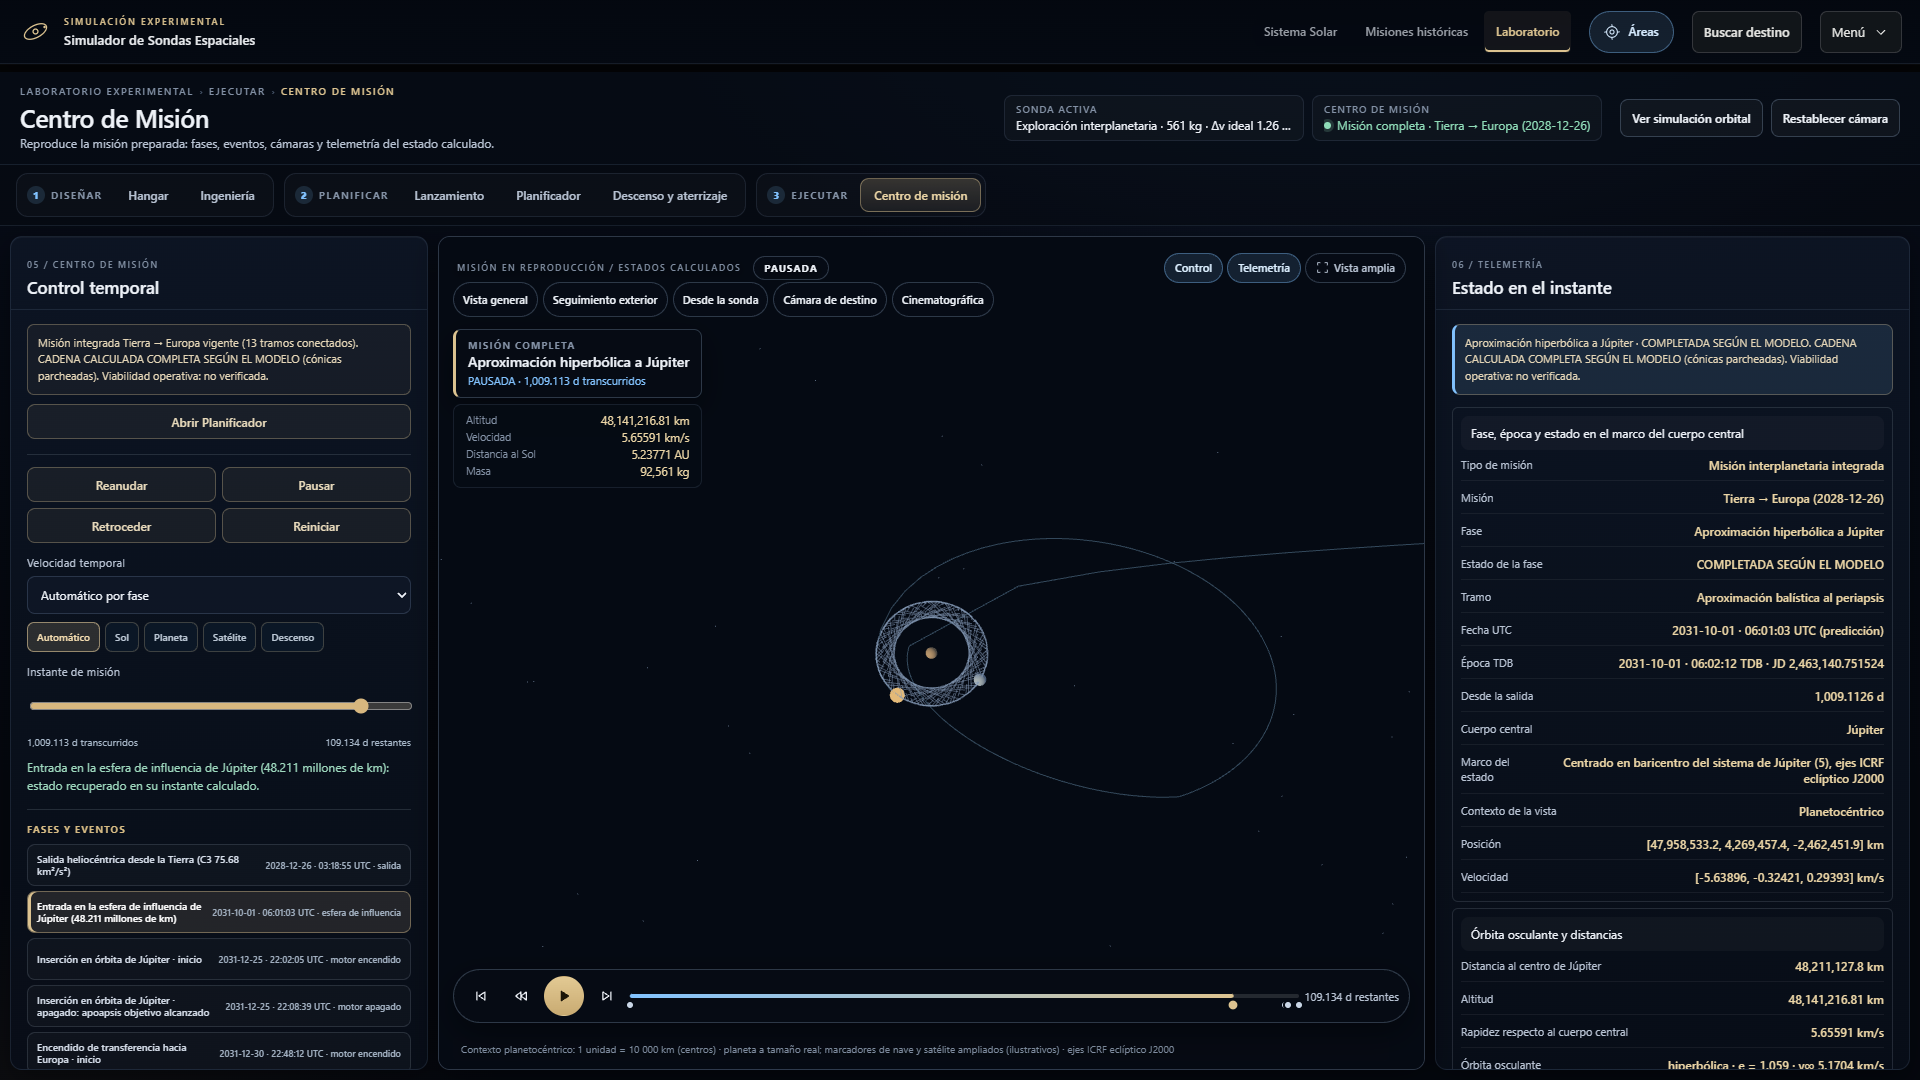 SIMULACIÓN EXPERIMENTAL
Simulador de Sondas Espaciales
Sistema Solar
Misiones históricas
Laboratorio
Áreas
Buscar destino
Menú
LABORATORIO EXPERIMENTAL › EJECUTAR › CENTRO DE MISIÓN
Centro de Misión
Reproduce la misión preparada: fases, eventos, cámaras y telemetría del estado calculado.
SONDA ACTIVA
Exploración interplanetaria · 561 kg · Δv ideal 1.26 ...
CENTRO DE MISIÓN
Misión completa · Tierra → Europa (2028-12-26)
Ver simulación orbital
Restablecer cámara
1 DISEÑAR Hangar Ingeniería
2 PLANIFICAR Lanzamiento Planificador Descenso y aterrizaje
3 EJECUTAR Centro de misión
05 / CENTRO DE MISIÓN
Control temporal
Misión integrada Tierra → Europa vigente (13 tramos conectados).
CADENA CALCULADA COMPLETA SEGÚN EL MODELO (cónicas
parcheadas). Viabilidad operativa: no verificada.
Abrir Planificador
Reanudar
Pausar
Retroceder
Reiniciar
Velocidad temporal
Automático por fase
Automático Sol Planeta Satélite Descenso
Instante de misión
1,009.113 d transcurridos
109.134 d restantes
Entrada en la esfera de influencia de Júpiter (48.211 millones de km):
estado recuperado en su instante calculado.
FASES Y EVENTOS
Salida heliocéntrica desde la Tierra (C3 75.68
km²/s²)
2028-12-26 · 03:18:55 UTC · salida
Entrada en la esfera de influencia de
Júpiter (48.211 millones de km)
2031-10-01 · 06:01:03 UTC · esfera de influencia
Inserción en órbita de Júpiter · inicio
2031-12-25 · 22:02:05 UTC · motor encendido
Inserción en órbita de Júpiter ·
apagado: apoapsis objetivo alcanzado
2031-12-25 · 22:08:39 UTC · motor apagado
Encendido de transferencia hacia
Europa · inicio
2031-12-30 · 22:48:12 UTC · motor encendido
MISIÓN EN REPRODUCCIÓN / ESTADOS CALCULADOS
PAUSADA
Control
Telemetría
Vista amplia
Vista general
Seguimiento exterior
Desde la sonda
Cámara de destino
Cinematográfica
MISIÓN COMPLETA
Aproximación hiperbólica a Júpiter
PAUSADA · 1,009.113 d transcurridos
Altitud 48,141,216.81 km
Velocidad 5.65591 km/s
Distancia al Sol 5.23771 AU
Masa 92,561 kg
109.134 d restantes
Contexto planetocéntrico: 1 unidad = 10 000 km (centros) · planeta a tamaño real; marcadores de nave y satélite ampliados (ilustrativos) · ejes ICRF eclíptico J2000
06 / TELEMETRÍA
Estado en el instante
Aproximación hiperbólica a Júpiter · COMPLETADA SEGÚN EL MODELO. CADENA
CALCULADA COMPLETA SEGÚN EL MODELO (cónicas parcheadas). Viabilidad
operativa: no verificada.
Fase, época y estado en el marco del cuerpo central
Tipo de misión Misión interplanetaria integrada
Misión Tierra → Europa (2028-12-26)
Fase Aproximación hiperbólica a Júpiter
Estado de la fase COMPLETADA SEGÚN EL MODELO
Tramo Aproximación balística al periapsis
Fecha UTC 2031-10-01 · 06:01:03 UTC (predicción)
Época TDB 2031-10-01 · 06:02:12 TDB · JD 2,463,140.751524
Desde la salida 1,009.1126 d
Cuerpo central Júpiter
Marco del
estado
Centrado en baricentro del sistema de Júpiter (5), ejes ICRF
eclíptico J2000
Contexto de la vista Planetocéntrico
Posición [47,958,533.2, 4,269,457.4, -2,462,451.9] km
Velocidad [-5.63896, -0.32421, 0.29393] km/s
Órbita osculante y distancias
Distancia al centro de Júpiter 48,211,127.8 km
Altitud 48,141,216.81 km
Rapidez respecto al cuerpo central 5.65591 km/s
Órbita osculante hiperbólica · e = 1.059 · v∞ 5.1704 km/s